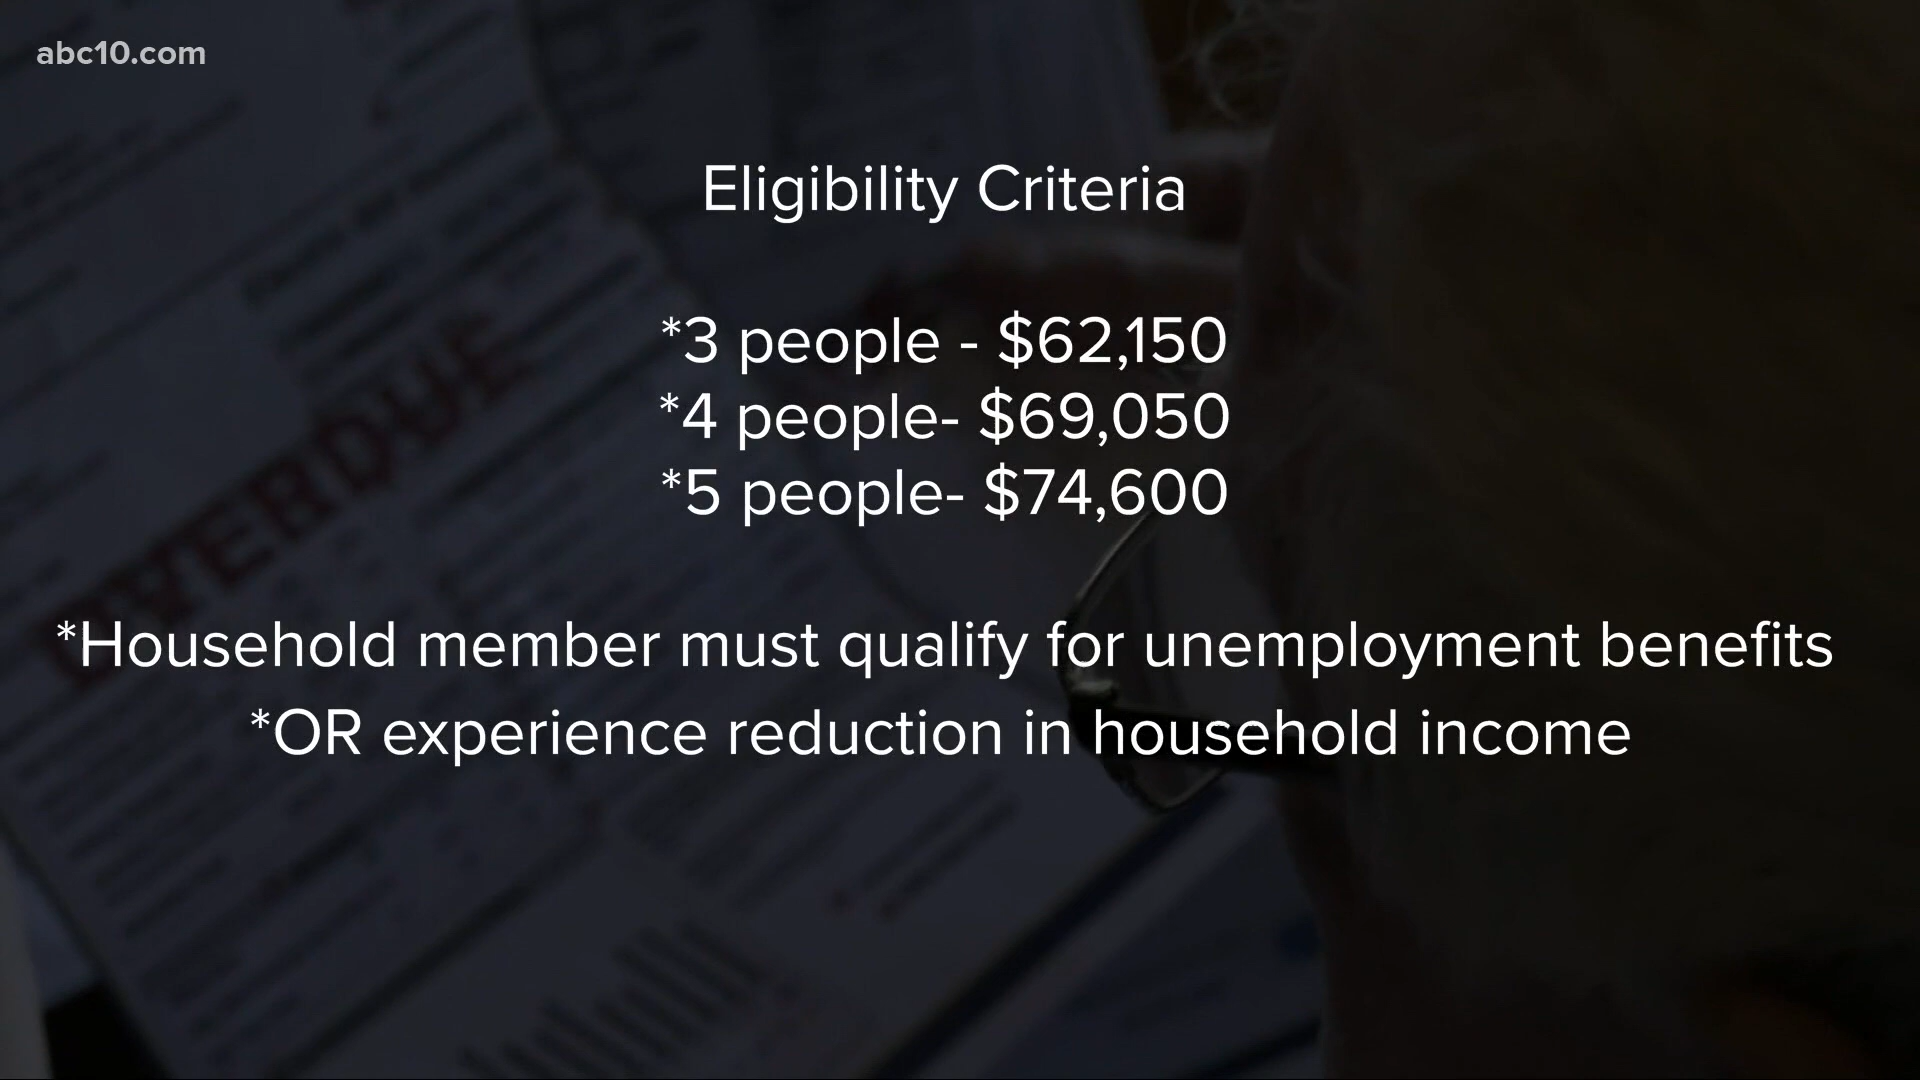 abc10.com
Eligibility Criteria
*3 people - $62,150
*4 people- $69,050
*5 people- $74,600
*Household member must qualify for unemployment benefits
*OR experience reduction in household income
OVERDUE